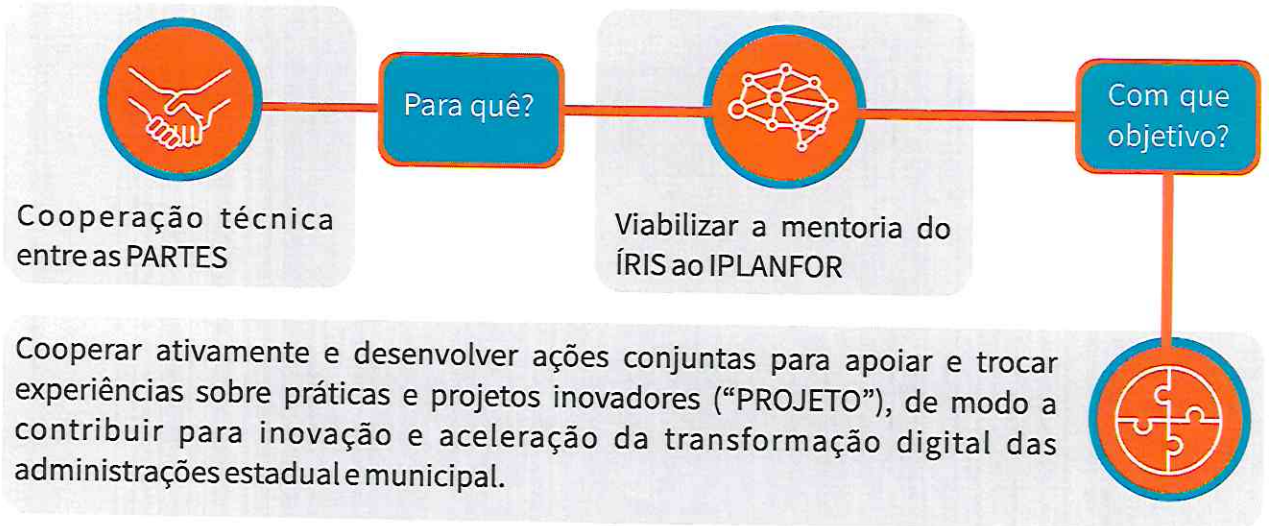 Para quê?
Com que
objetivo?
Cooperação técnica
entre as PARTES
Viabilizar a mentoria do
ÍRIS ao IPLANFOR
Cooperar ativamente e desenvolver ações conjuntas para apoiar e trocar
experiências sobre práticas e projetos inovadores (“PROJETO”), de modo a
contribuir para inovação e aceleração da transformação digital das
administrações estadual e municipal.